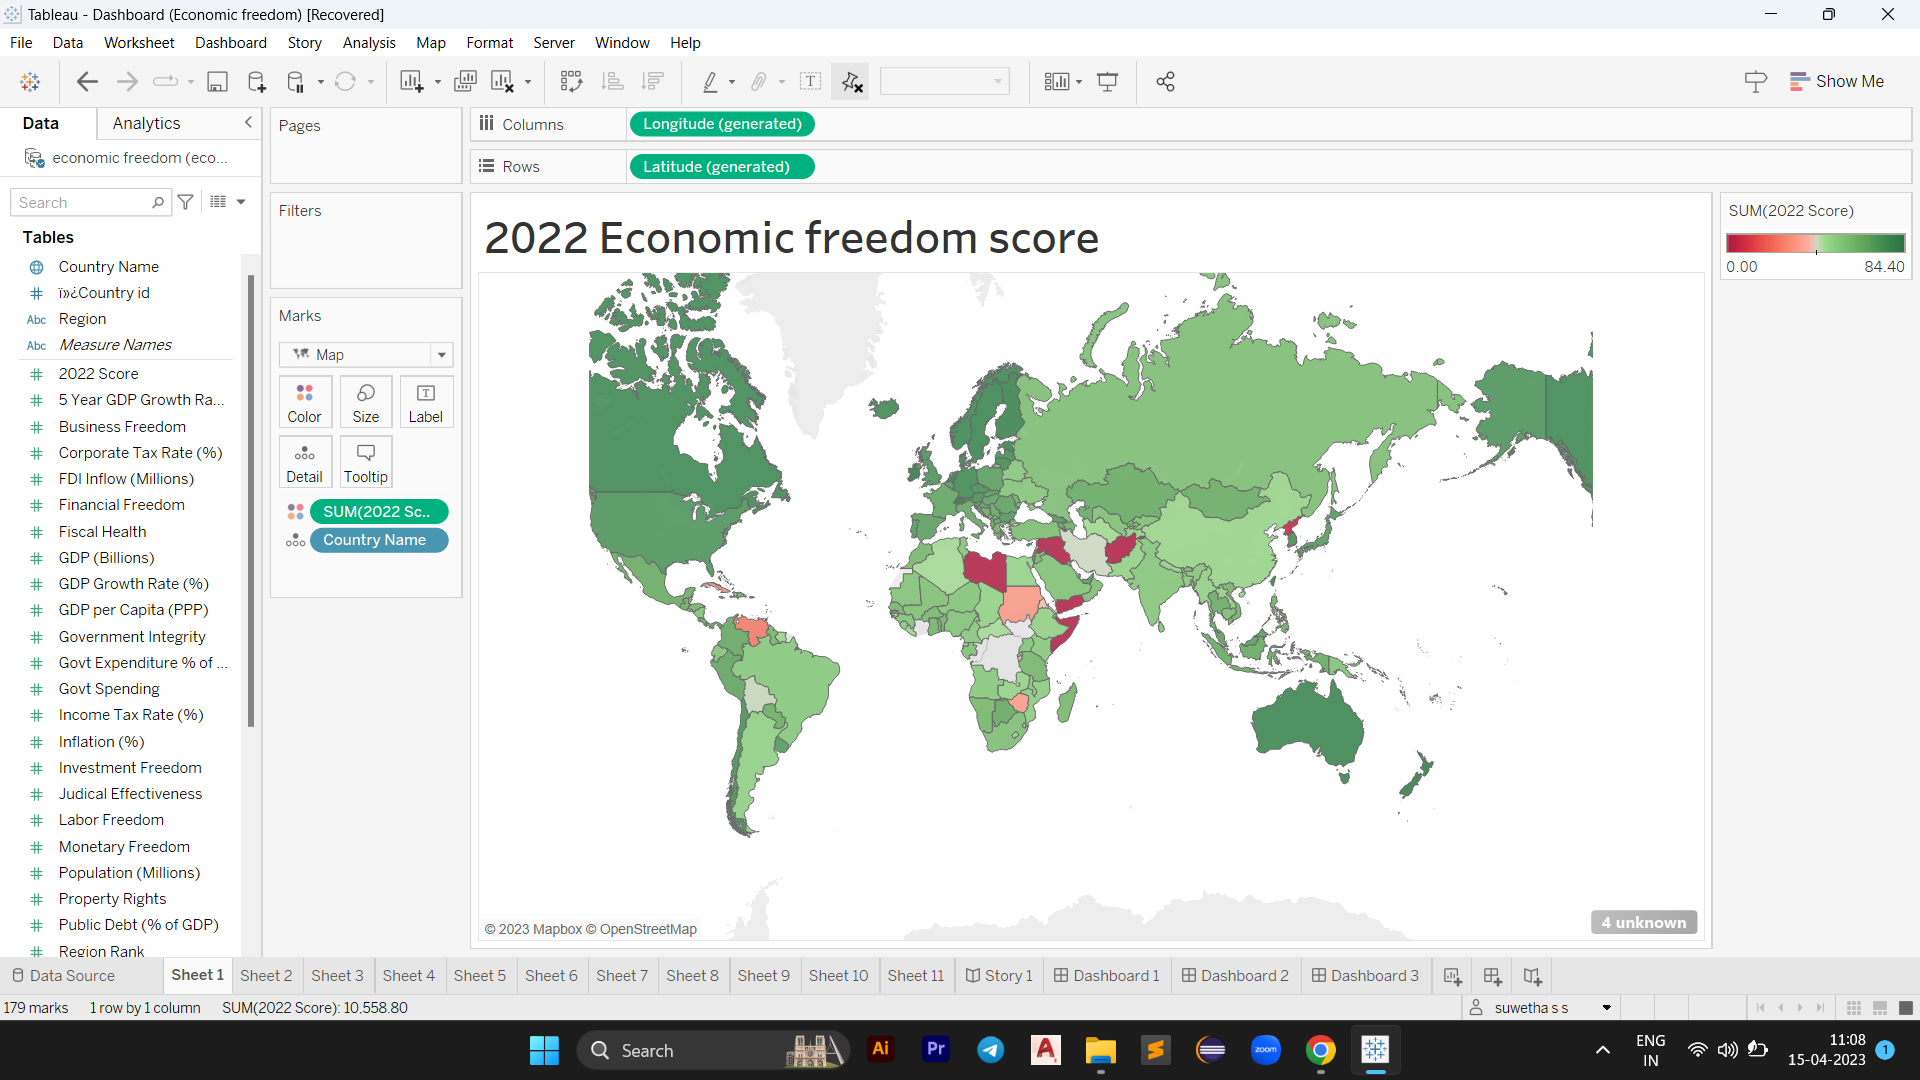 Tableau - Dashboard (Economic freedom) [Recovered]
File Data Worksheet Dashboard Story Analysis Map Format Server Window Help
Show Me
Data Analytics
economic freedom (eco...
Search
Tables
Country Name
ï»¿Country id
Abc Region
Abc Measure Names
2022 Score
5 Year GDP Growth Ra...
Business Freedom
Corporate Tax Rate (%)
FDI Inflow (Millions)
Financial Freedom
Fiscal Health
GDP (Billions)
GDP Growth Rate (%)
GDP per Capita (PPP)
Government Integrity
Govt Expenditure % of ...
Govt Spending
Income Tax Rate (%)
Inflation (%)
Investment Freedom
Judical Effectiveness
Labor Freedom
Monetary Freedom
Population (Millions)
Property Rights
Public Debt (% of GDP)
Region Rank
Pages
Filters
Marks
Map
Color Size Label
Detail Tooltip
SUM(2022 Sc..
Country Name
Columns Longitude (generated)
Rows Latitude (generated)
2022 Economic freedom score
© 2023 Mapbox © OpenStreetMap
4 unknown
SUM(2022 Score)
0.00 84.40
Data Source Sheet 1 Sheet 2 Sheet 3 Sheet 4 Sheet 5 Sheet 6 Sheet 7 Sheet 8 Sheet 9 Sheet 10 Sheet 11 Story 1 Dashboard 1 Dashboard 2 Dashboard 3
179 marks 1 row by 1 column SUM(2022 Score): 10,558.80 suwetha s s
Search Ai Pr zoom
ENG
IN
11:08
15-04-2023
1